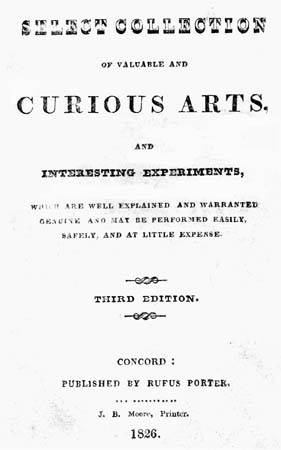 SELECT COLLECTION
OF VALUABLE AND
CURIOUS ARTS,
AND
INTERESTING EXPERIMENTS,
WHICH ARE WELL EXPLAINED AND WARRANTED
GENUINE AND MAY BE PERFORMED EASILY,
SAFELY, AND AT LITTLE EXPENSE.
THIRD EDITION.
CONCORD:
PUBLISHED BY RUFUS PORTER.
J. B. Moore, Printer.
1826.